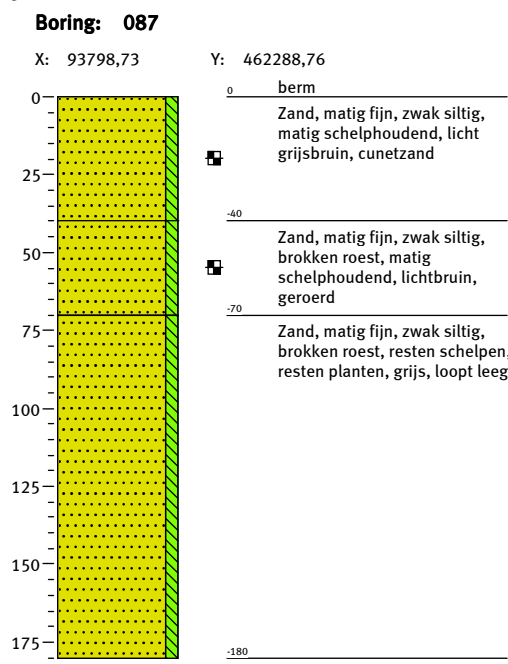 Boring: 087
X: 93798,73 Y: 462288,76
0 berm
0
Zand, matig fijn, zwak siltig,
matig schelphoudend, licht
grijsbruin, cunetzand
25
-40
Zand, matig fijn, zwak siltig,
brokken roest, matig
schelphoudend, lichtbruin,
geroerd
50
-70
75
Zand, matig fijn, zwak siltig,
brokken roest, resten schelpen,
resten planten, grijs, loopt leeg
100
125
150
175
-180